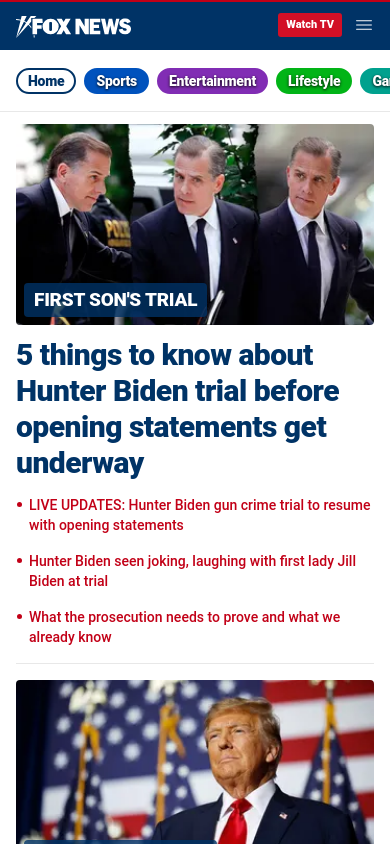 FOX NEWS
Watch TV
Home
Sports
Entertainment
Lifestyle
FIRST SON'S TRIAL
5 things to know about
Hunter Biden trial before
opening statements get
underway
LIVE UPDATES: Hunter Biden gun crime trial to resume
with opening statements
Hunter Biden seen joking, laughing with first lady Jill
Biden at trial
What the prosecution needs to prove and what we
already know